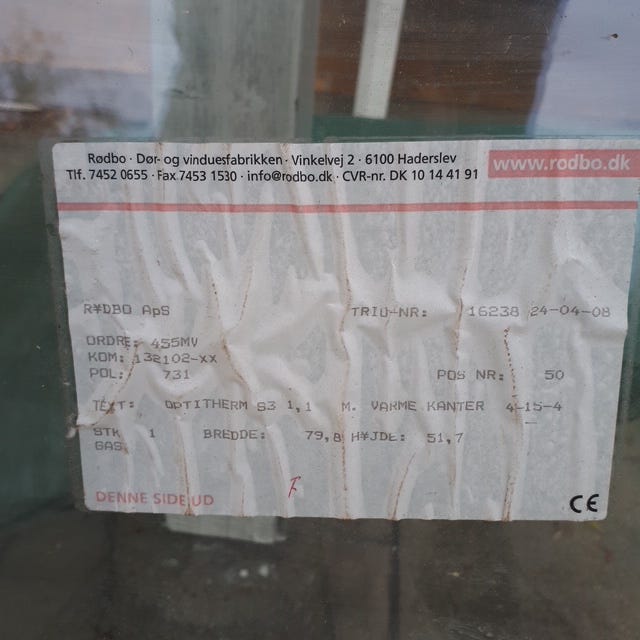 Rødbo · Dør- og vinduesfabrikken · Vinkelvej 2 · 6100 Haderslev
Tlf. 7452 0655 · Fax 7453 1530 · info@rodbo.dk · CVR-nr. DK 10 14 41 91
www.rodbo.dk
R¥DBO ApS TRIO-NR: 16238 24-04-08
ORDRE: 455MV
KOM: 132102-XX
POL: 731 POS NR: 50
TEXT: OPTITHERM S3 1,1 M. VARME KANTER 4-15-4
STK 1 BREDDE: 79,8 H¥JDE: 51,7
GAS
DENNE SIDE UD
F
CE